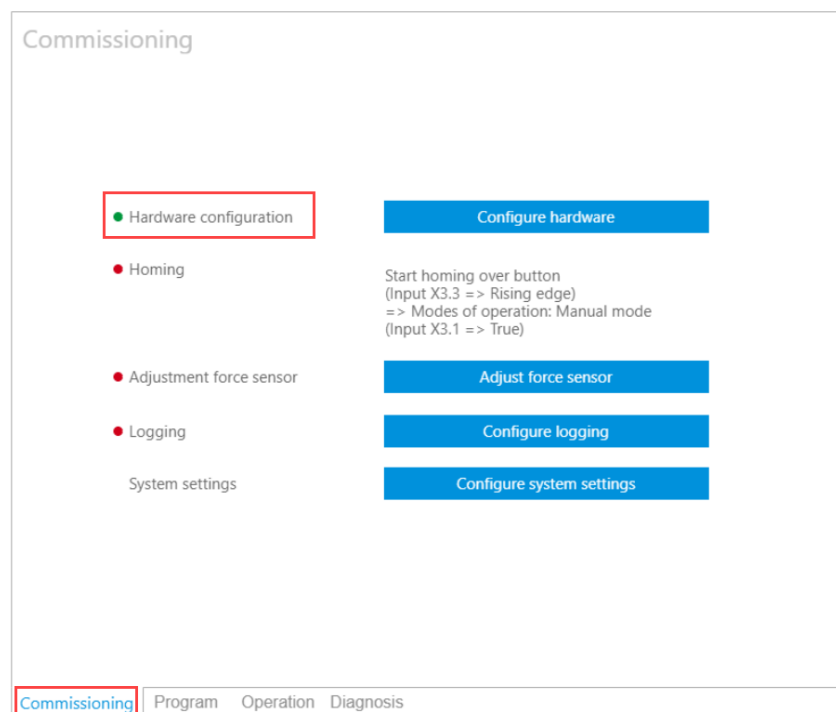 Commissioning
Hardware configuration
Configure hardware
Homing
Start homing over button
(Input X3.3 => Rising edge)
=> Modes of operation: Manual mode
(Input X3.1 => True)
Adjustment force sensor
Adjust force sensor
Logging
Configure logging
System settings
Configure system settings
Commissioning
Program
Operation
Diagnosis